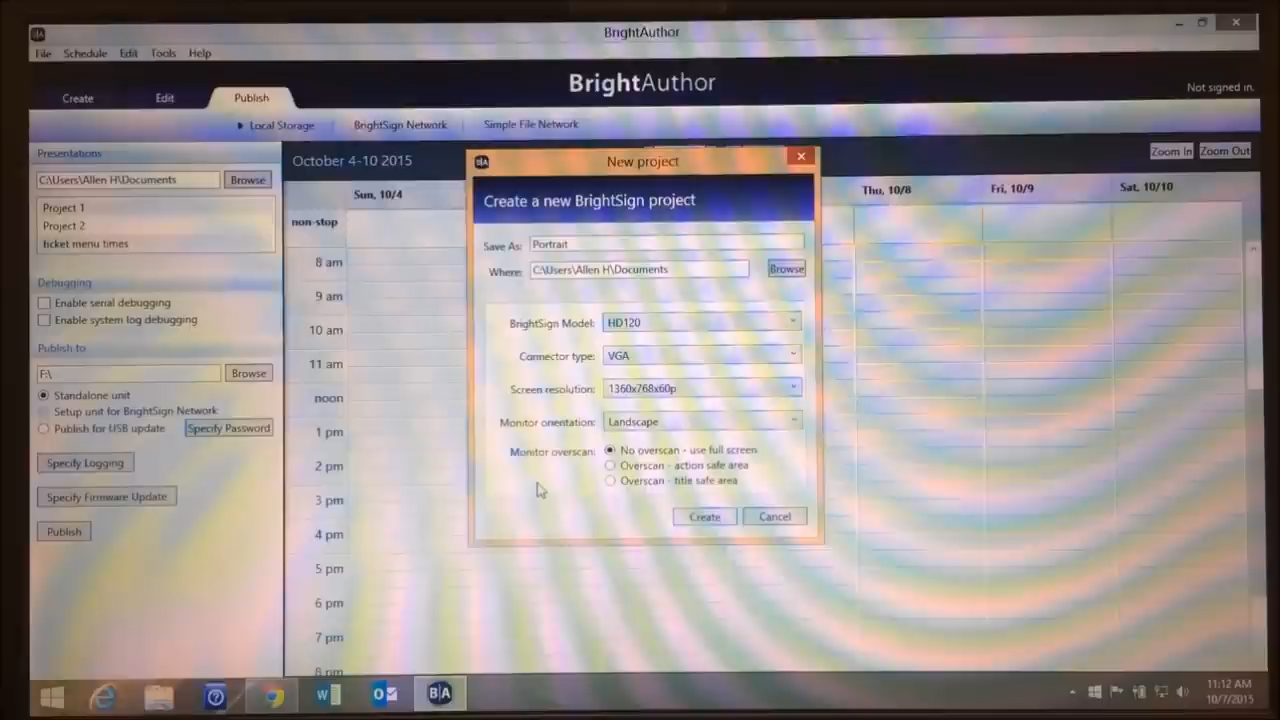 BrightAuthor
File Schedule Edit Tools Help
BrightAuthor
Create Edit Publish
Not signed in.
Local Storage BrightSign Network Simple File Network
Presentations
C:\Users\Allen H\Documents Browse
Project 1
Project 2
ticket menu times
Debugging
Enable serial debugging
Enable system log debugging
Publish to
F:\ Browse
Standalone unit
Setup unit for BrightSign Network
Publish for USB update Specify Password
Specify Logging
Specify Firmware Update
Publish
October 4-10 2015
Zoom In Zoom Out
Sun, 10/4 Thu, 10/8 Fri, 10/9 Sat, 10/10
non-stop
8 am
9 am
10 am
11 am
noon
1 pm
2 pm
3 pm
4 pm
5 pm
6 pm
7 pm
8 pm
BA New project
Create a new BrightSign project
Save As: Portrait
Where: C:\Users\Allen H\Documents Browse
BrightSign Model: HD120
Connector type: VGA
Screen resolution: 1360x768x60p
Monitor orientation: Landscape
Monitor overscan: No overscan - use full screen
Overscan - action safe area
Overscan - title safe area
Create Cancel
BA
11:12 AM
10/7/2015